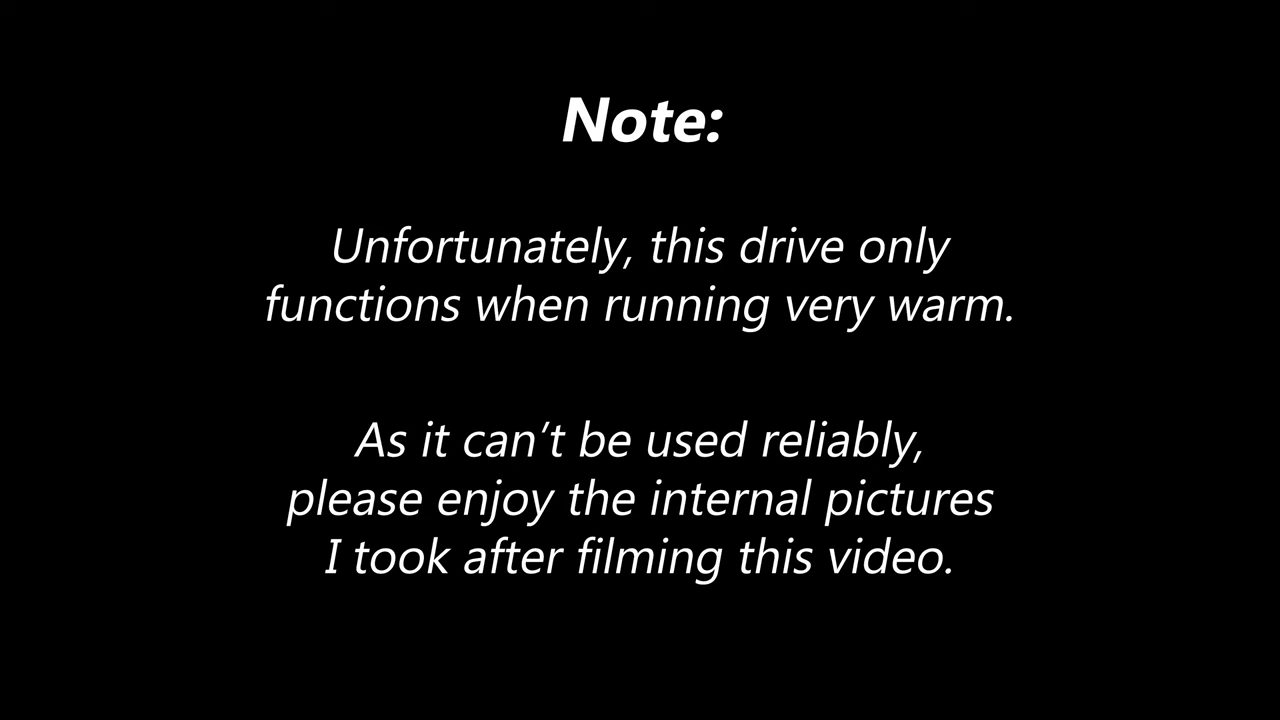 Note:
Unfortunately, this drive only
functions when running very warm.
As it can’t be used reliably,
please enjoy the internal pictures
I took after filming this video.